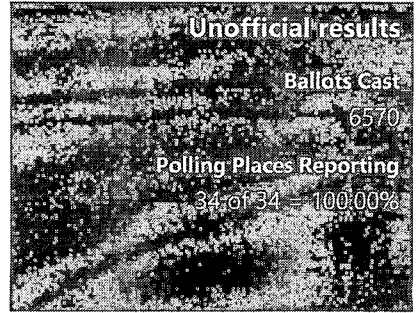 Unofficial results
Ballots Cast
6570
Polling Places Reporting
34 of 34 = 100.00%